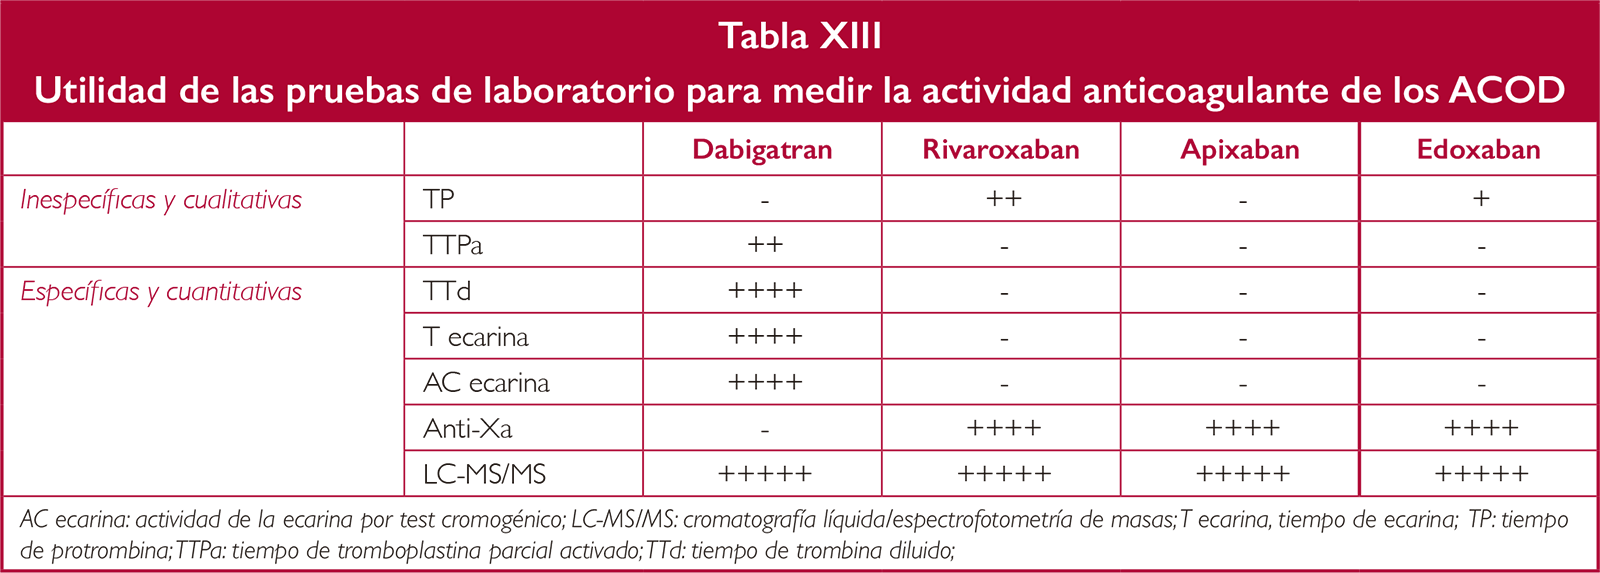 Tabla XIII
Utilidad de las pruebas de laboratorio para medir la actividad anticoagulante de los ACOD
Dabigatran Rivaroxaban Apixaban Edoxaban
Inespecíficas y cualitativas TP - ++ - +
TTPa ++ - - -
Específicas y cuantitativas TTd ++++ - - -
T ecarina ++++ - - -
AC ecarina ++++ - - -
Anti-Xa - ++++ ++++ ++++
LC-MS/MS +++++ +++++ +++++ +++++
AC ecarina: actividad de la ecarina por test cromogénico; LC-MS/MS: cromatografía líquida/espectrofotometría de masas; T ecarina, tiempo de ecarina; TP: tiempo
de protrombina; TTPa: tiempo de tromboplastina parcial activado; TTd: tiempo de trombina diluido;